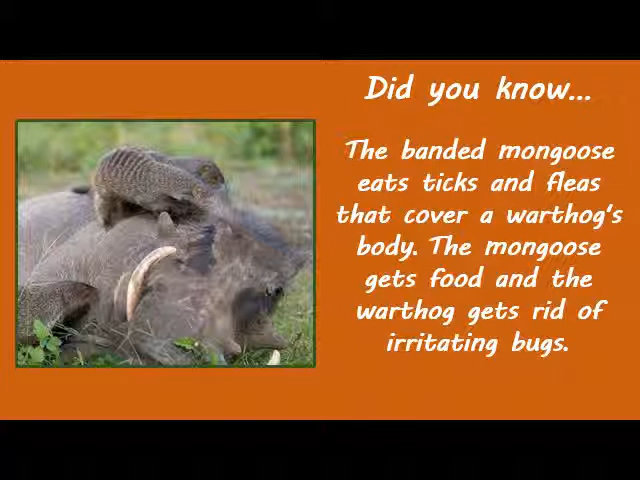 Did you know...
The banded mongoose
eats ticks and fleas
that cover a warthog's
body. The mongoose
gets food and the
warthog gets rid of
irritating bugs.